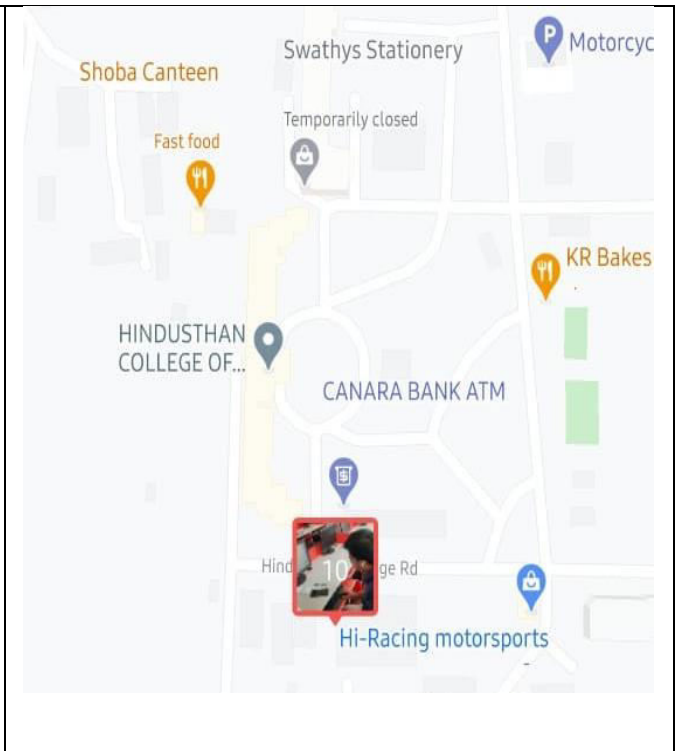 Swathys Stationery
Temporarily closed
Motorcyc
Shoba Canteen
Fast food
KR Bakes
HINDUSTHAN
COLLEGE OF...
CANARA BANK ATM
Hind
10
ge Rd
Hi-Racing motorsports